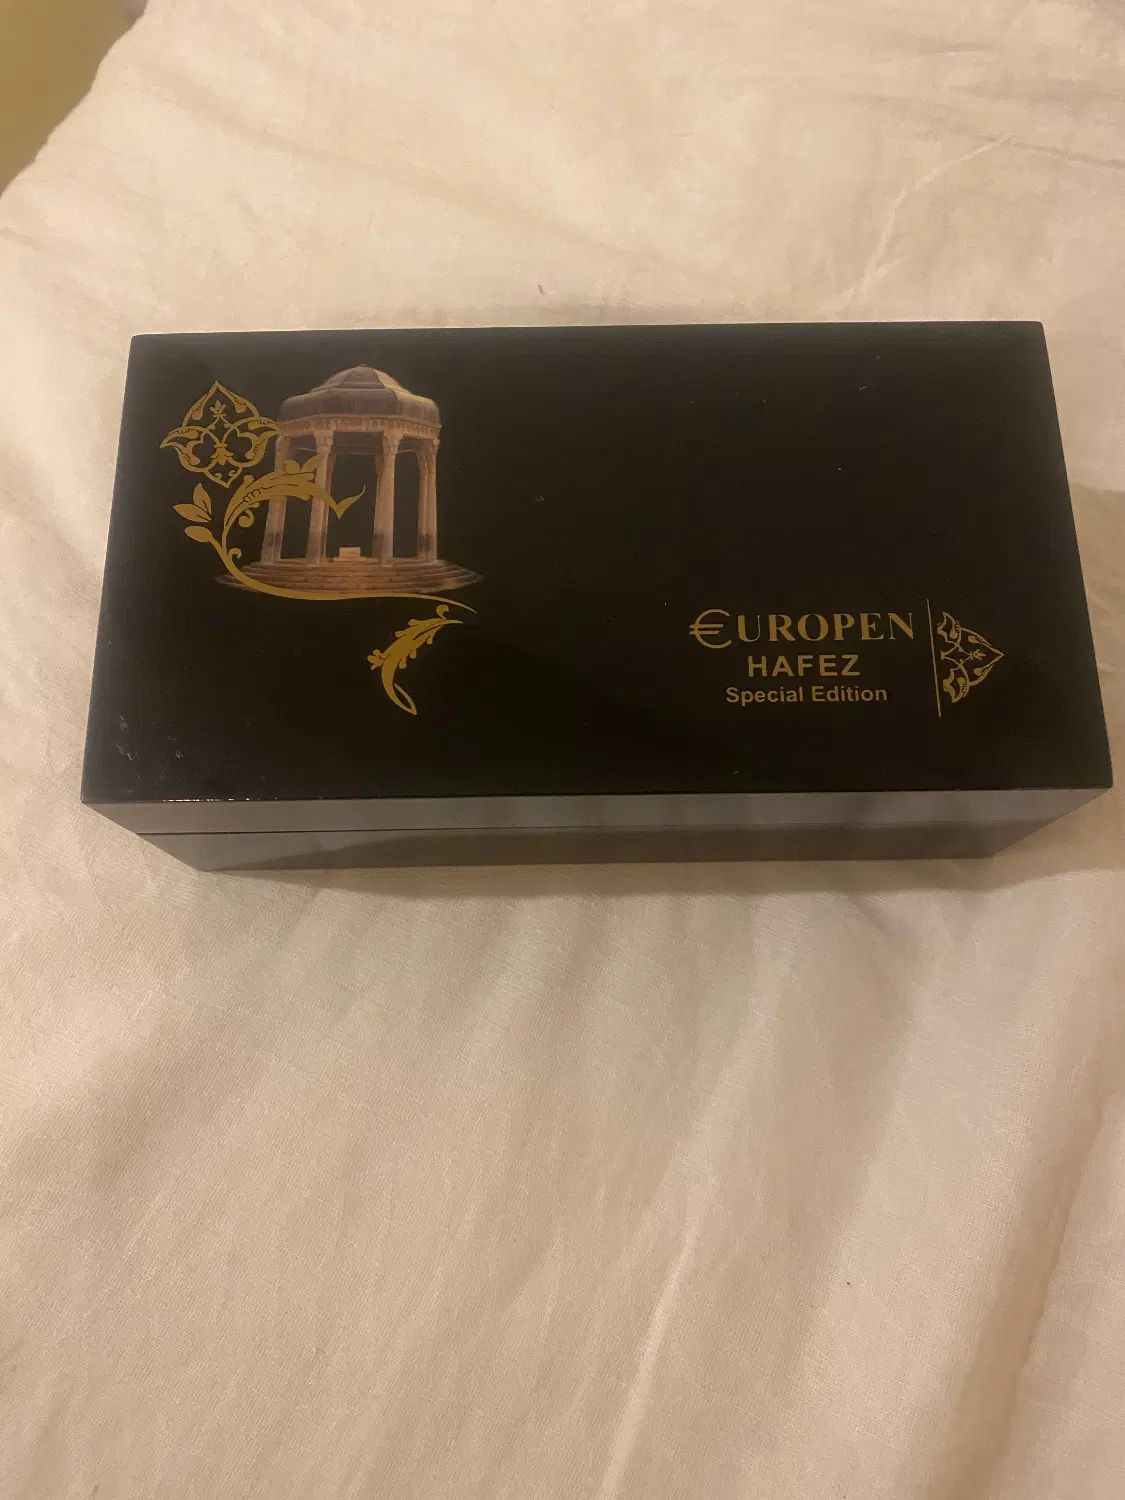 €UROPEN
HAFEZ
Special Edition